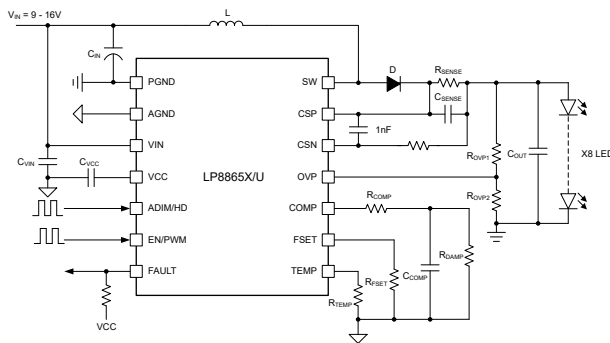 VIN = 9 - 16V
L
CIN
PGND
SW
D
RSENSE
CSENSE
AGND
CSP
1nF
VIN
CSN
CVIN
CVCC
VCC
LP8865X/U
OVP
ROVP1
COUT
X8 LED
ADIM/HD
COMP
RCOMP
ROVP2
EN/PWM
FSET
RDAMP
FAULT
TEMP
RFSET
CCOMP
RTEMP
VCC